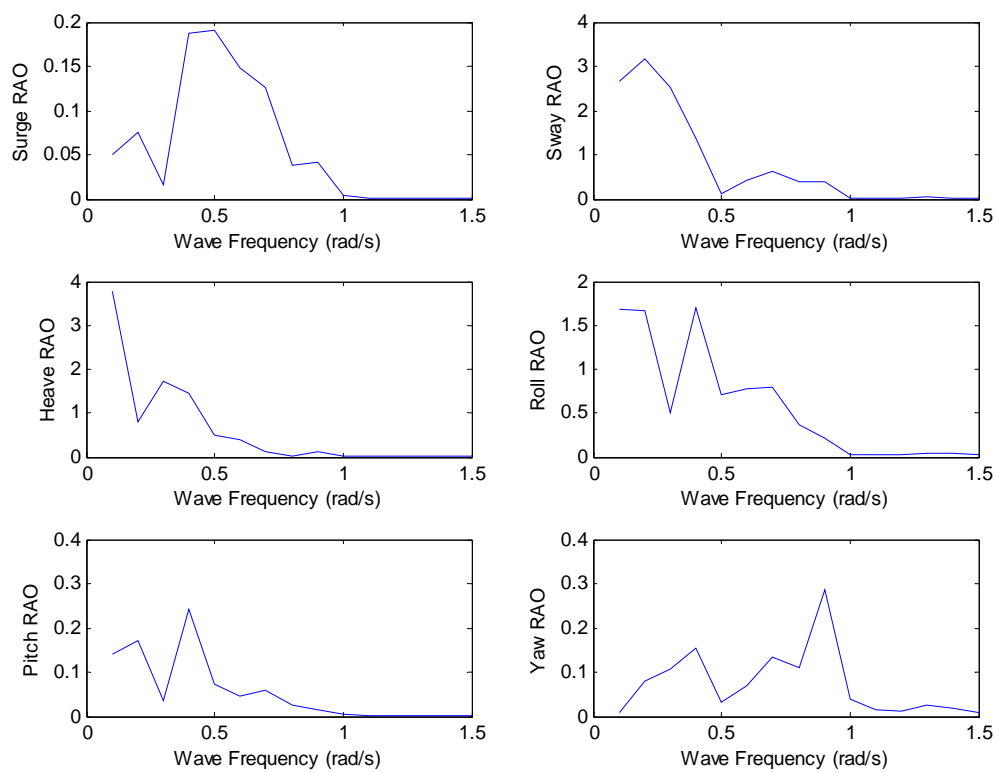 0.2
0.15
0.1
0.05
0
Surge RAO
0 0.5 1 1.5
Wave Frequency (rad/s)
4
3
2
1
0
Sway RAO
0 0.5 1 1.5
Wave Frequency (rad/s)
4
3
2
1
0
Heave RAO
0 0.5 1 1.5
Wave Frequency (rad/s)
2
1.5
1
0.5
0
Roll RAO
0 0.5 1 1.5
Wave Frequency (rad/s)
0.4
0.3
0.2
0.1
0
Pitch RAO
0 0.5 1 1.5
Wave Frequency (rad/s)
0.4
0.3
0.2
0.1
0
Yaw RAO
0 0.5 1 1.5
Wave Frequency (rad/s)